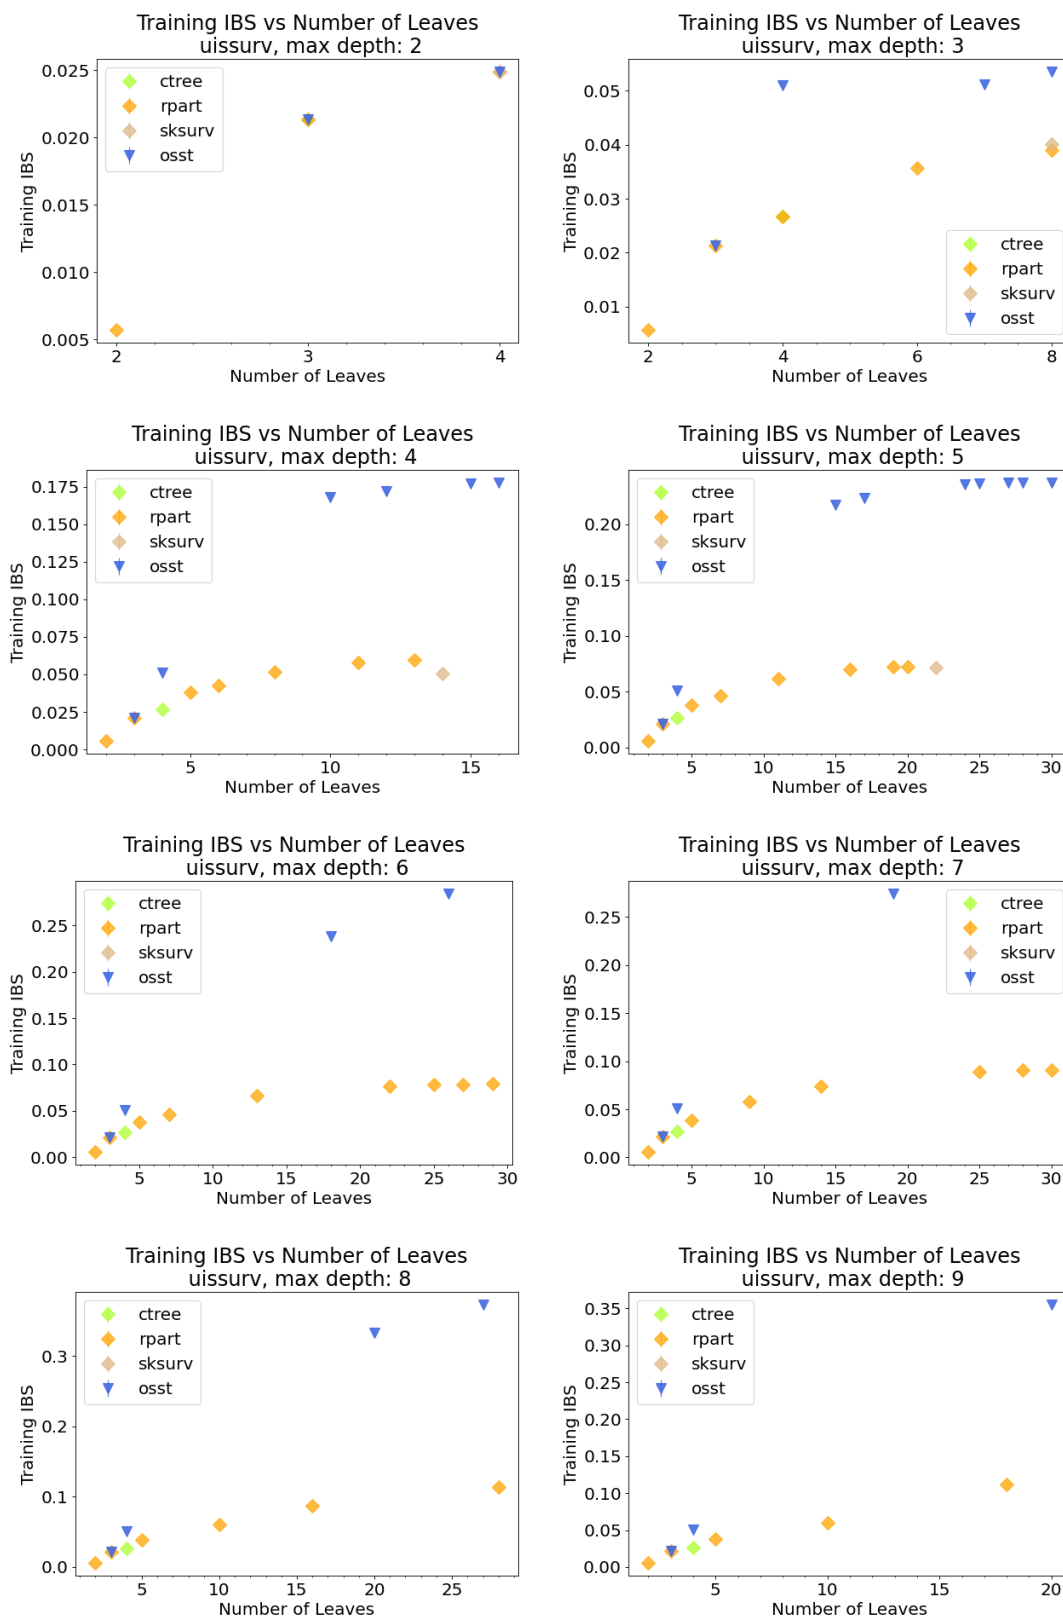 Training IBS vs Number of Leaves
uissurv, max depth: 2
0.025
0.020
0.015
0.010
0.005
Training IBS
ctree
rpart
sksurv
osst
2
3
4
Number of Leaves
Training IBS vs Number of Leaves
uissurv, max depth: 3
0.05
0.04
0.03
0.02
0.01
Training IBS
ctree
rpart
sksurv
osst
2
4
6
8
Number of Leaves
Training IBS vs Number of Leaves
uissurv, max depth: 4
0.175
0.150
0.125
0.100
0.075
0.050
0.025
0.000
Training IBS
ctree
rpart
sksurv
osst
5
10
15
Number of Leaves
Training IBS vs Number of Leaves
uissurv, max depth: 5
0.20
0.15
0.10
0.05
0.00
Training IBS
ctree
rpart
sksurv
osst
5
10
15
20
25
30
Number of Leaves
Training IBS vs Number of Leaves
uissurv, max depth: 6
0.25
0.20
0.15
0.10
0.05
0.00
Training IBS
ctree
rpart
sksurv
osst
5
10
15
20
25
30
Number of Leaves
Training IBS vs Number of Leaves
uissurv, max depth: 7
0.25
0.20
0.15
0.10
0.05
0.00
Training IBS
ctree
rpart
sksurv
osst
5
10
15
20
25
30
Number of Leaves
Training IBS vs Number of Leaves
uissurv, max depth: 8
0.3
0.2
0.1
0.0
Training IBS
ctree
rpart
sksurv
osst
5
10
15
20
25
Number of Leaves
Training IBS vs Number of Leaves
uissurv, max depth: 9
0.35
0.30
0.25
0.20
0.15
0.10
0.05
0.00
Training IBS
ctree
rpart
sksurv
osst
5
10
15
20
Number of Leaves